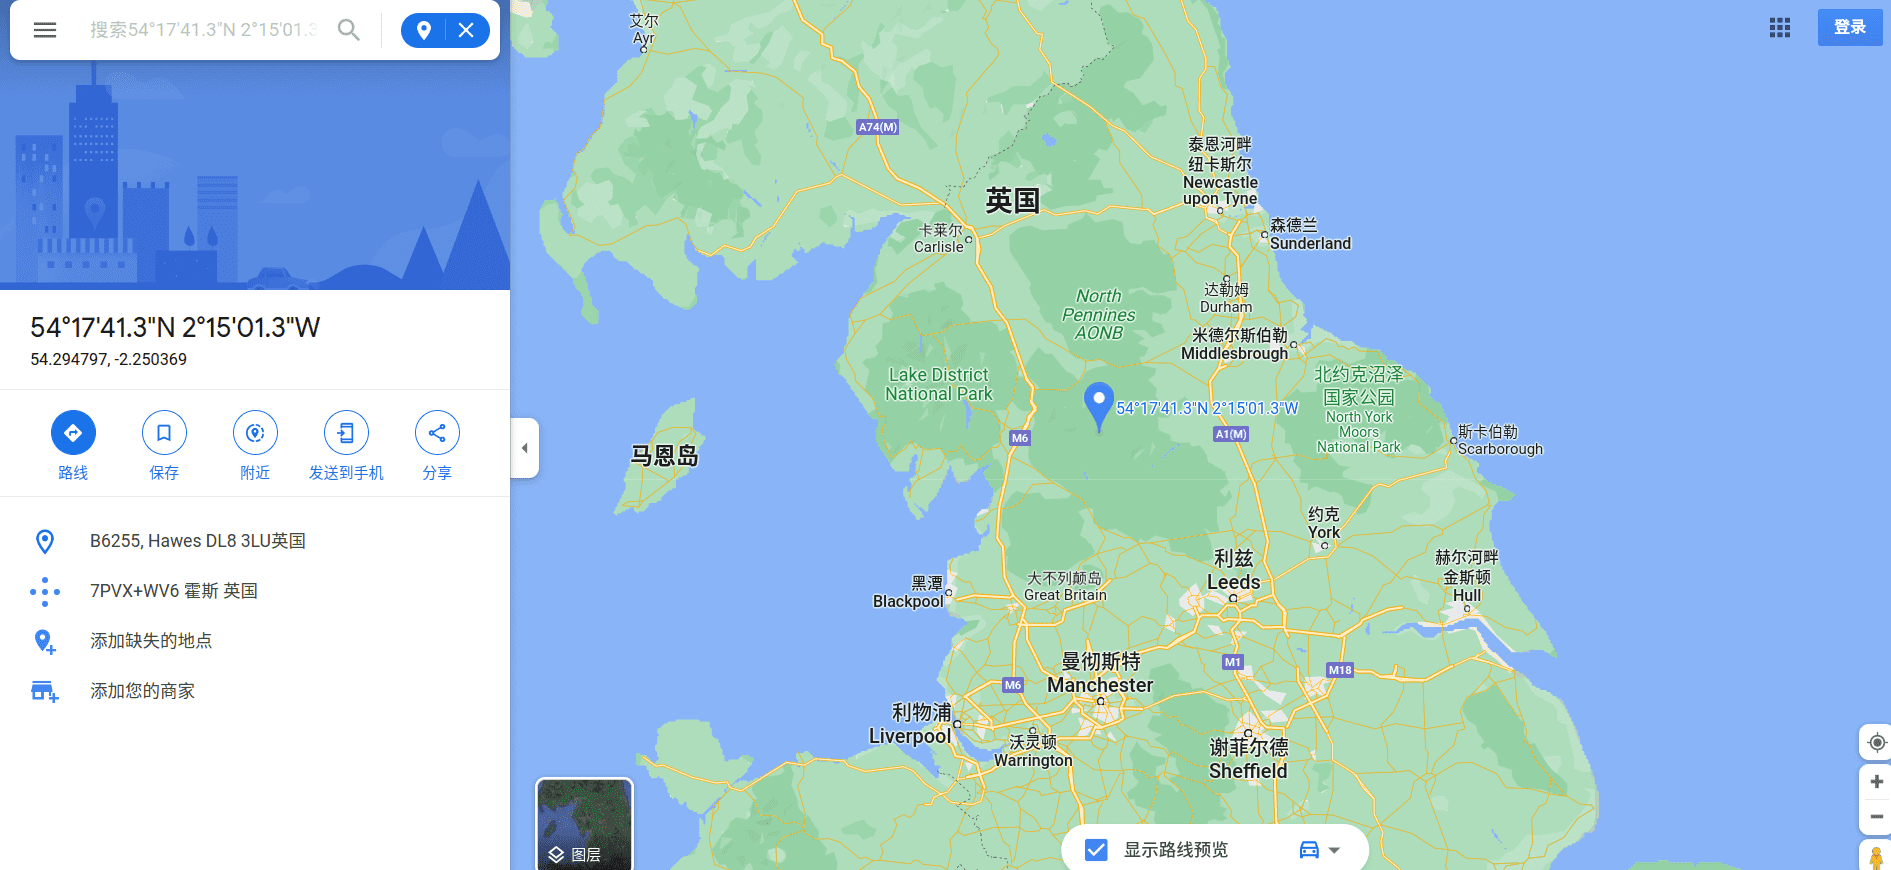 搜索54°17'41.3"N 2°15'01.3
54°17'41.3"N 2°15'01.3"W
54.294797, -2.250369
路线
保存
附近
发送到手机
分享
B6255, Hawes DL8 3LU英国
7PVX+WV6 霍斯 英国
添加缺失的地点
添加您的商家
登录
艾尔
Ayr
A74(M)
泰恩河畔
纽卡斯尔
Newcastle
upon Tyne
英国
卡莱尔
Carlisle
森德兰
Sunderland
达勒姆
Durham
North
Pennines
AONB
米德尔斯伯勒
Middlesbrough
Lake District
National Park
北约克沼泽
国家公园
North York
Moors
National Park
54°17'41.3"N 2°15'01.3"W
M6
A1(M)
斯卡伯勒
Scarborough
马恩岛
约克
York
利兹
Leeds
赫尔河畔
金斯顿
Hull
大不列颠岛
Great Britain
黑潭
Blackpool
曼彻斯特
Manchester
M1
M18
M6
利物浦
Liverpool
沃灵顿
Warrington
谢菲尔德
Sheffield
图层
显示路线预览